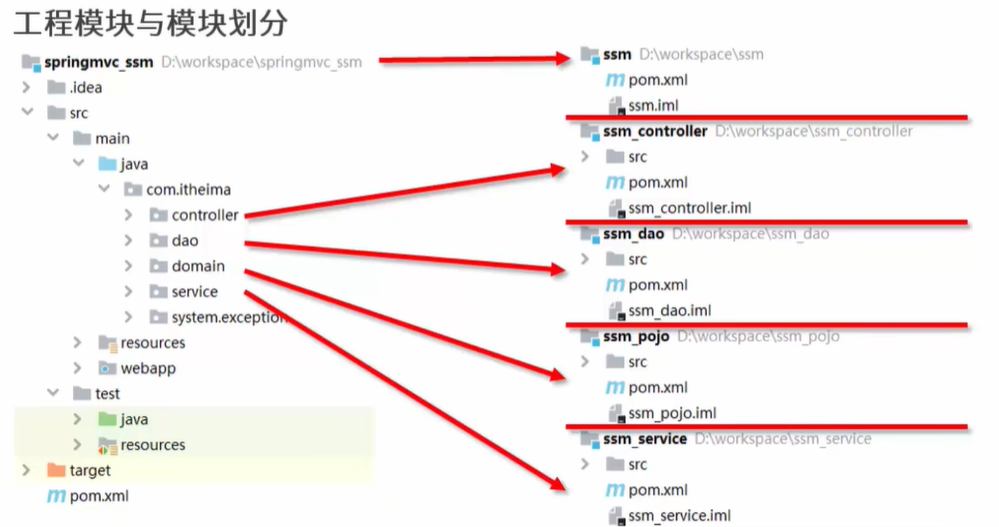 工程模块与模块划分
springmvc_ssm D:\workspace\springmvc_ssm
.idea
src
main
java
com.itheima
controller
dao
domain
service
system.exception
resources
webapp
test
java
resources
target
pom.xml
ssm D:\workspace\ssm
pom.xml
ssm.iml
ssm_controller D:\workspace\ssm_controller
src
pom.xml
ssm_controller.iml
ssm_dao D:\workspace\ssm_dao
src
pom.xml
ssm_dao.iml
ssm_pojo D:\workspace\ssm_pojo
src
pom.xml
ssm_pojo.iml
ssm_service D:\workspace\ssm_service
src
pom.xml
ssm_service.iml